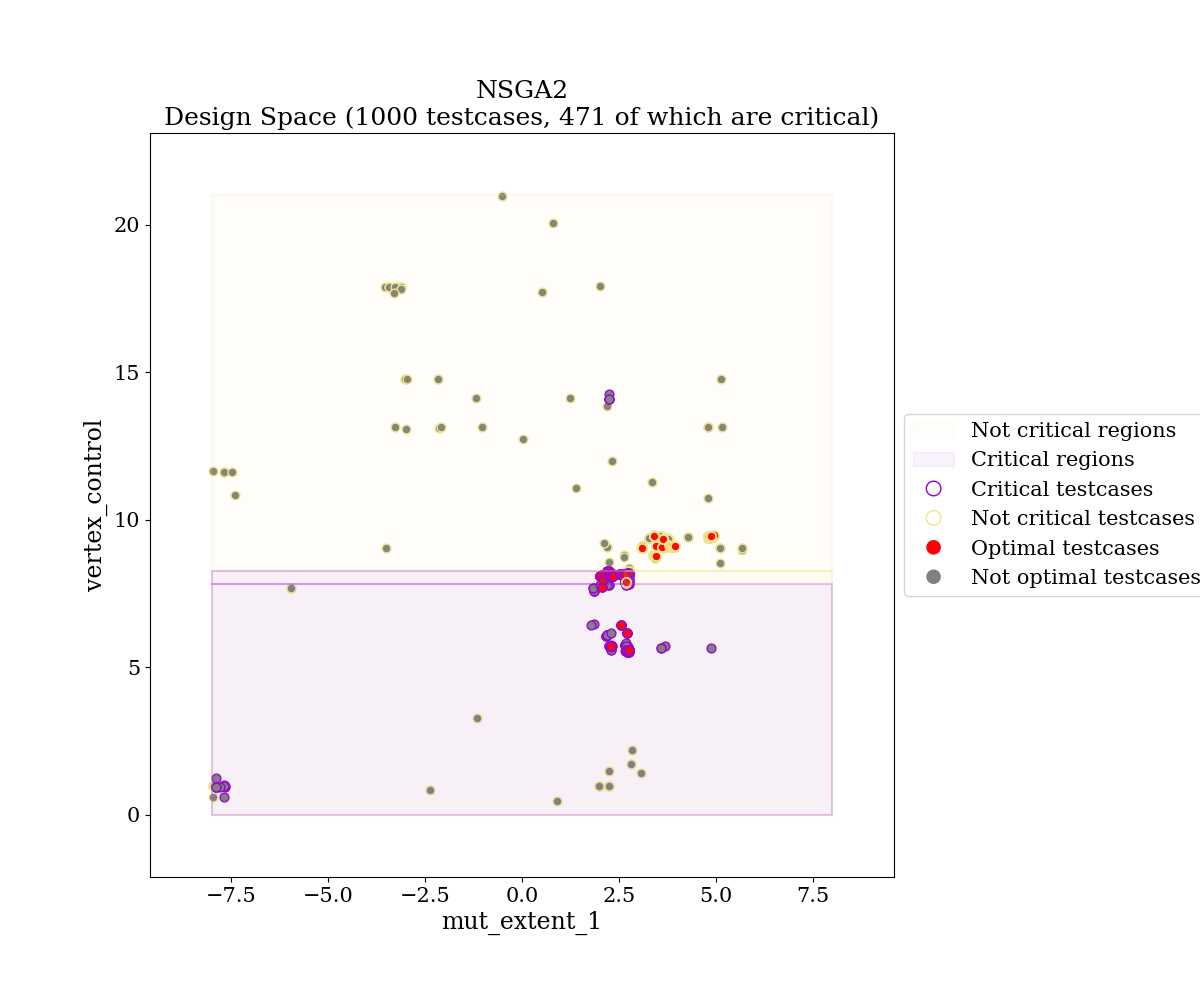 NSGA2
Design Space (1000 testcases, 471 of which are critical)
20
15
10
5
0
vertex_control
−7.5
−5.0
−2.5
0.0
2.5
5.0
7.5
mut_extent_1
Not critical regions
Critical regions
Critical testcases
Not critical testcases
Optimal testcases
Not optimal testcases